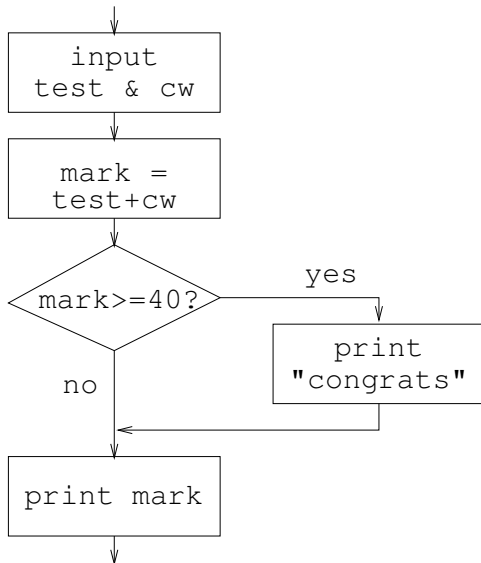 input
test & cw
mark =
test+cw
mark>=40?
yes
print
"congrats"
no
print mark